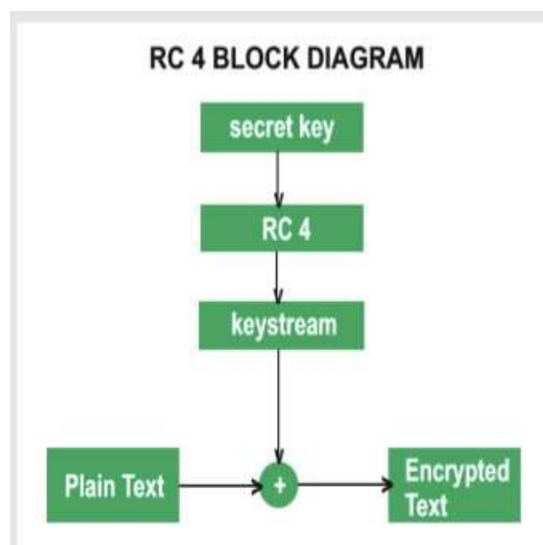 RC 4 BLOCK DIAGRAM
secret key
RC 4
keystream
Plain Text
+
Encrypted
Text